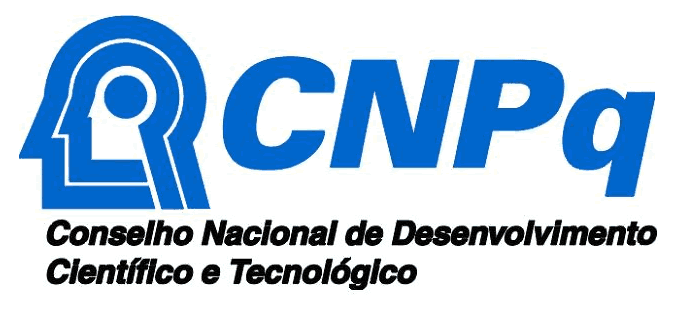 CNPq
Conselho Nacional de Desenvolvimento
Científico e Tecnológico